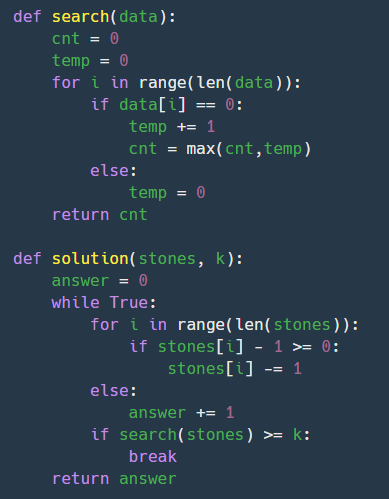 def search(data):
    cnt = 0
    temp = 0
    for i in range(len(data)):
        if data[i] == 0:
            temp += 1
            cnt = max(cnt,temp)
        else:
            temp = 0
    return cnt

def solution(stones, k):
    answer = 0
    while True:
        for i in range(len(stones)):
            if stones[i] - 1 >= 0:
                stones[i] -= 1
        else:
            answer += 1
        if search(stones) >= k:
            break
    return answer